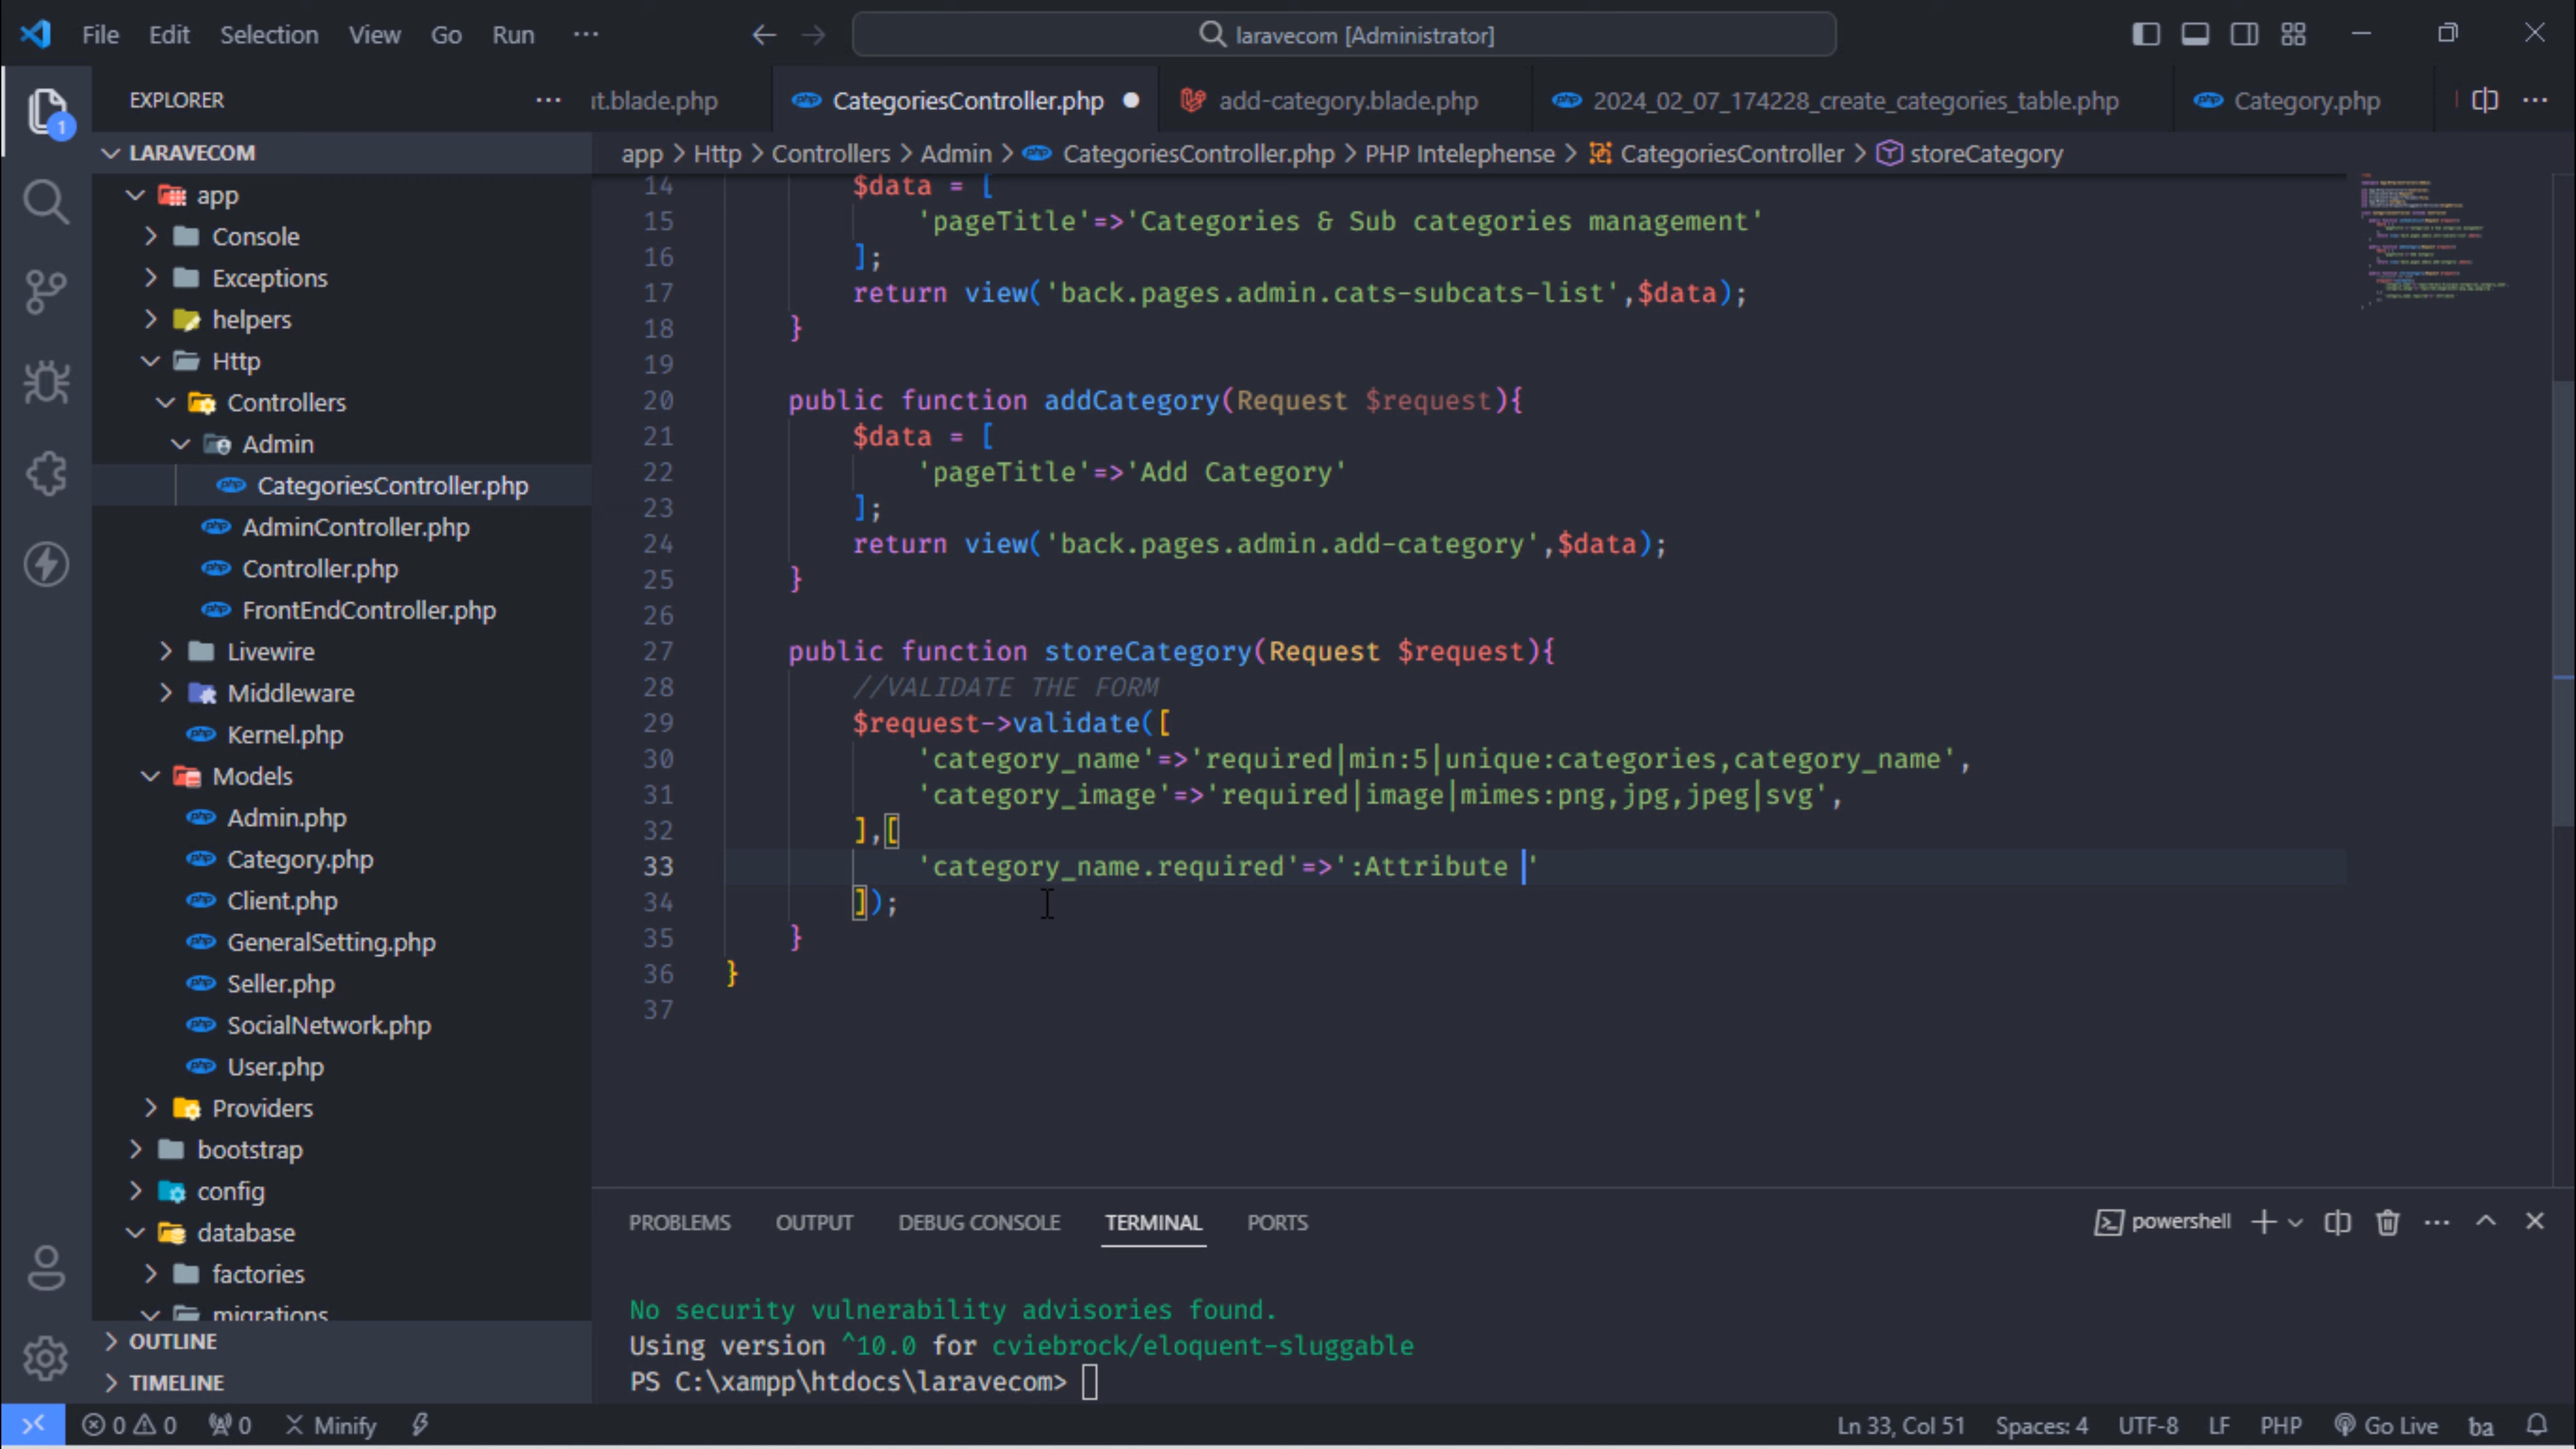 File Edit Selection View Go Run ··· laravecom [Administrator]
EXPLORER ···
LARAVECOM
app
Console
Exceptions
helpers
Http
Controllers
Admin
CategoriesController.php
AdminController.php
Controller.php
FrontEndController.php
Livewire
Middleware
Kernel.php
Models
Admin.php
Category.php
Client.php
GeneralSetting.php
Seller.php
SocialNetwork.php
User.php
Providers
bootstrap
config
database
factories
migrations
OUTLINE
TIMELINE
1
ut.blade.php CategoriesController.php add-category.blade.php 2024_02_07_174228_create_categories_table.php Category.php
app > Http > Controllers > Admin > CategoriesController.php > PHP Intelephense > CategoriesController > storeCategory
14 $data = [
15 'pageTitle'=>'Categories & Sub categories management'
16 ];
17 return view('back.pages.admin.cats-subcats-list',$data);
18 }
19
20 public function addCategory(Request $request){
21 $data = [
22 'pageTitle'=>'Add Category'
23 ];
24 return view('back.pages.admin.add-category',$data);
25 }
26
27 public function storeCategory(Request $request){
28 //VALIDATE THE FORM
29 $request->validate([
30 'category_name'=>'required|min:5|unique:categories,category_name',
31 'category_image'=>'required|image|mimes:png,jpg,jpeg|svg',
32 ],[
33 'category_name.required'=>':Attribute '
34 ]);
35 }
36 }
37
PROBLEMS OUTPUT DEBUG CONSOLE TERMINAL PORTS powershell
No security vulnerability advisories found.
Using version ^10.0 for cviebrock/eloquent-sluggable
PS C:\xampp\htdocs\laravecom>
0 0 0 Minify Ln 33, Col 51 Spaces: 4 UTF-8 LF PHP Go Live ba